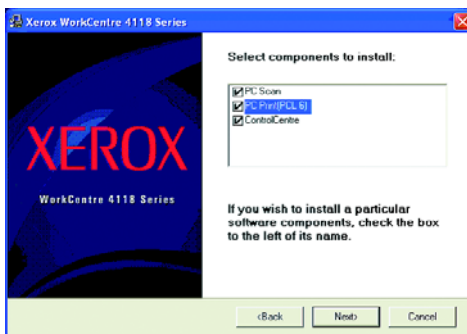 Xerox WorkCentre 4118 Series
Select components to install:
PC Scan
PC Print(PCL 6)
ControlCentre
XEROX
WorkCentre 4118 Series
If you wish to install a particular
software components, check the box
to the left of its name.
<Back
Next>
Cancel